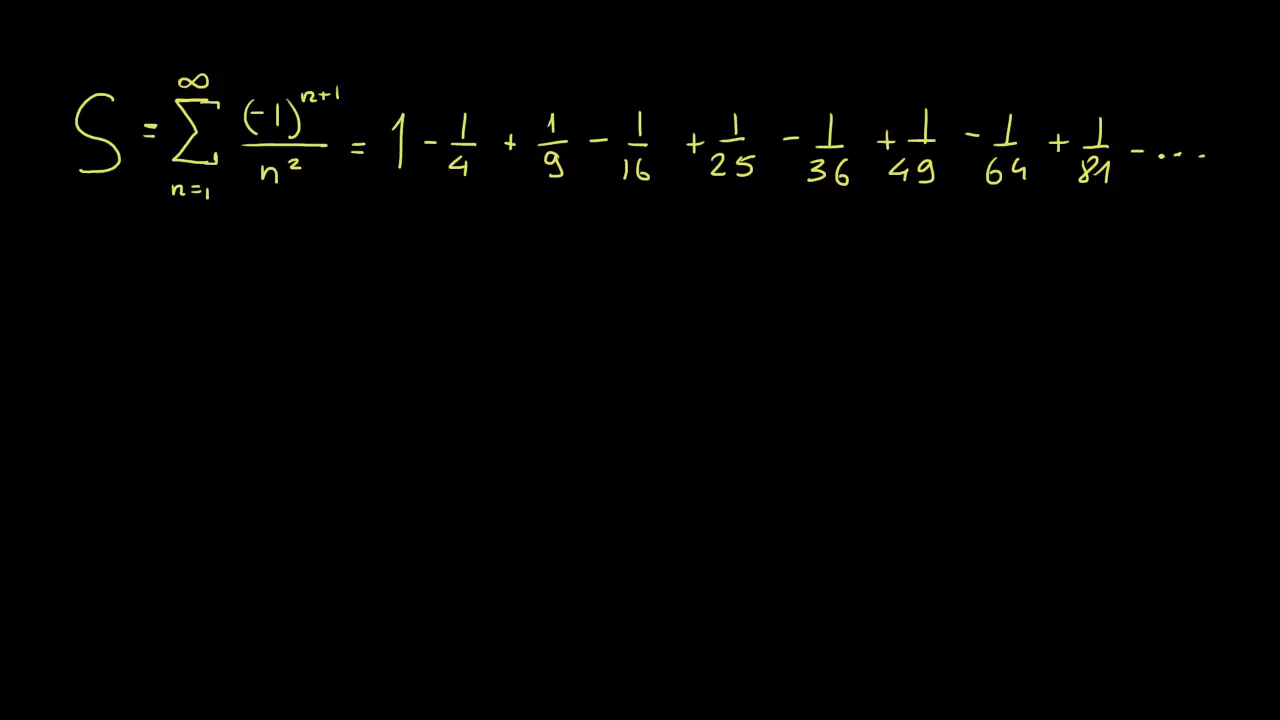 S = ∑_{n=1}^{∞} (-1)^{n+1}/n² = 1 - 1/4 + 1/9 - 1/16 + 1/25 - 1/36 + 1/49 - 1/64 + 1/81 - ...